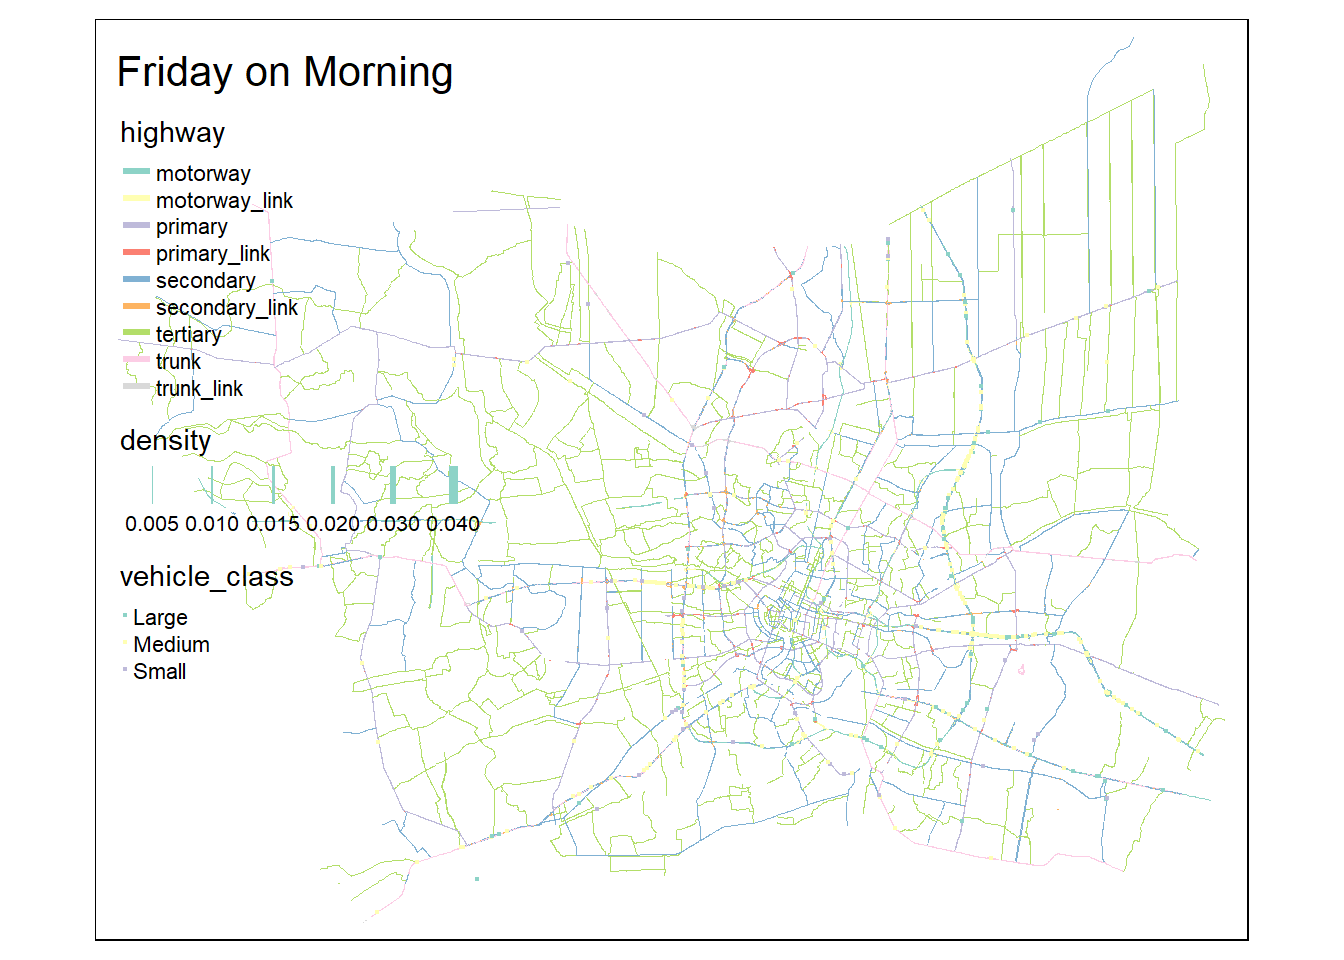 Friday on Morning
highway
motorway
motorway_link
primary
primary_link
secondary
secondary_link
tertiary
trunk
trunk_link
density
0.005 0.010 0.015 0.020 0.030 0.040
vehicle_class
Large
Medium
Small